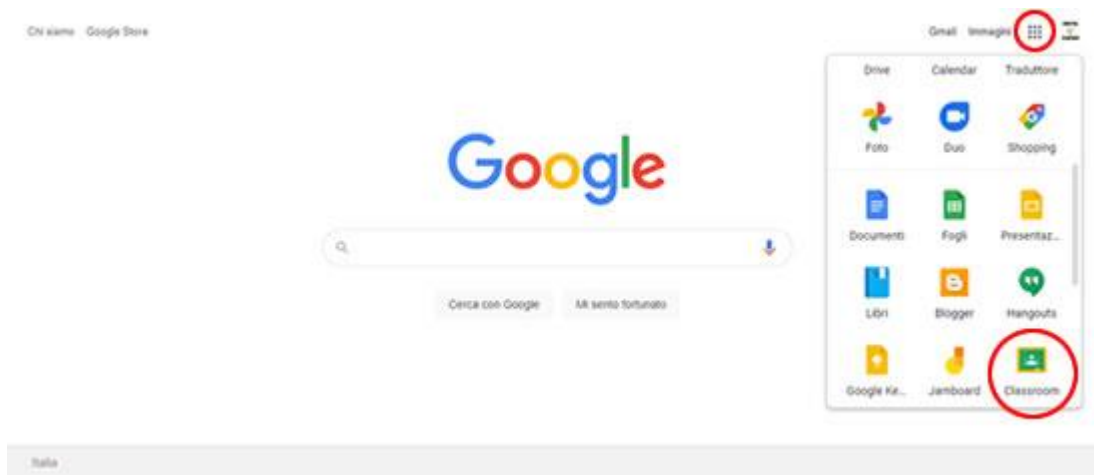 Chi siamo Google Store
Gmail Immagini
Drive Calendar Traduttore
Foto Duo Shopping
Google
Documenti Fogli Presentaz...
Cerca con Google Mi sento fortunato
Libri Blogger Hangouts
Google Ke... Jamboard Classroom
Italia